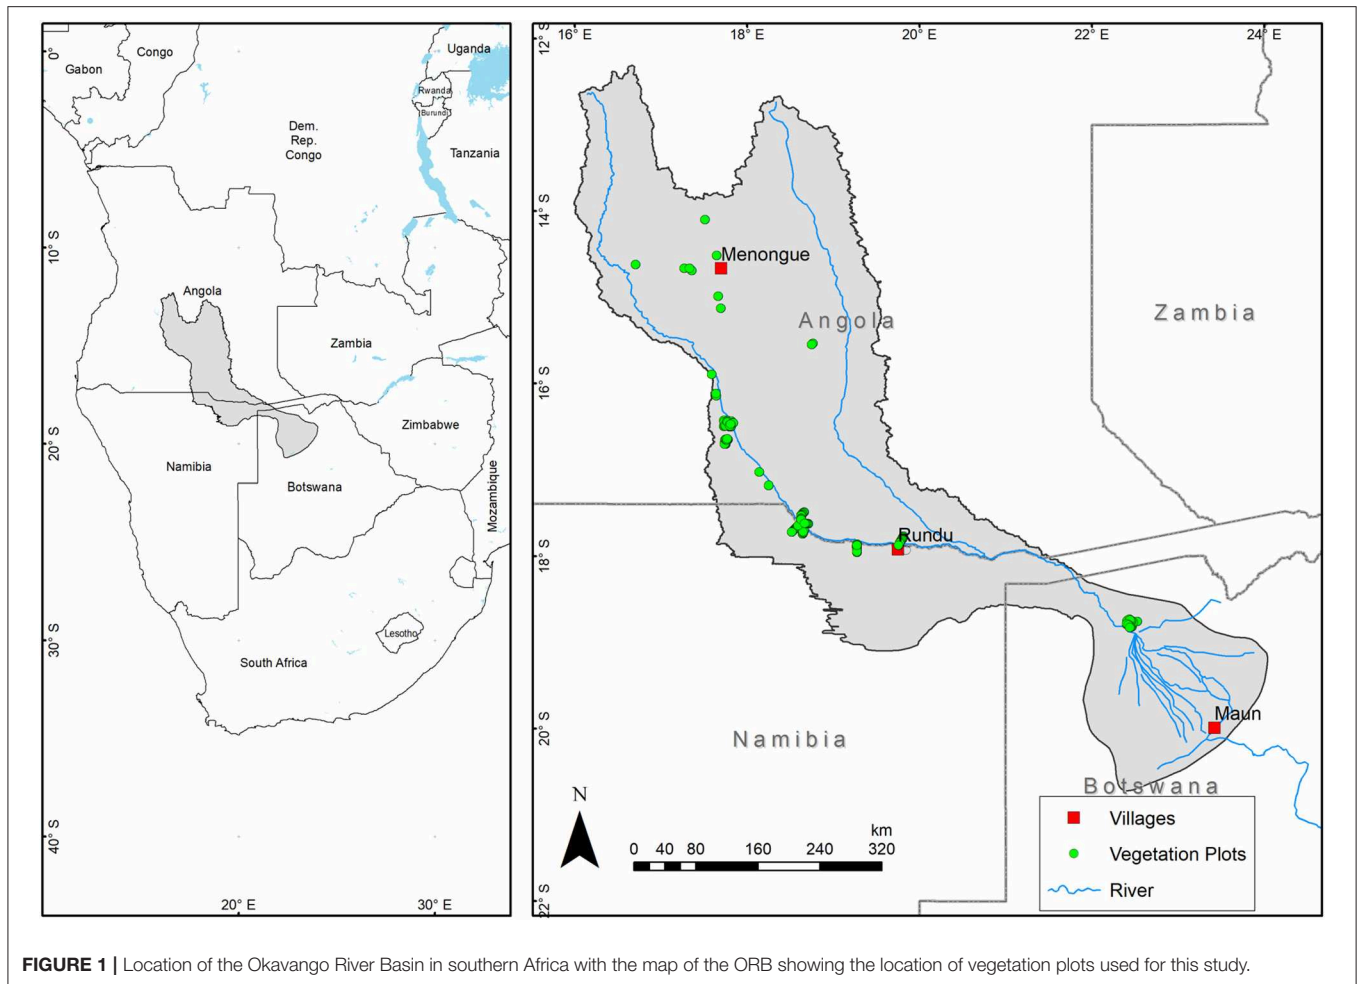 0°
10° S
20° S
30° S
40° S
20° E
30° E
Gabon
Congo
Uganda
Rwanda
Burundi
Dem.
Rep.
Congo
Tanzania
Angola
Zambia
Zimbabwe
Namibia
Botswana
Mozambique
Lesotho
South Africa
16° E
18° E
20° E
22° E
24° E
12° S
14° S
16° S
18° S
20° S
22° S
Menongue
Angola
Zambia
Rundu
Maun
Namibia
Botswana
N
km
0 40 80 160 240 320
Villages
Vegetation Plots
River
FIGURE 1 | Location of the Okavango River Basin in southern Africa with the map of the ORB showing the location of vegetation plots used for this study.